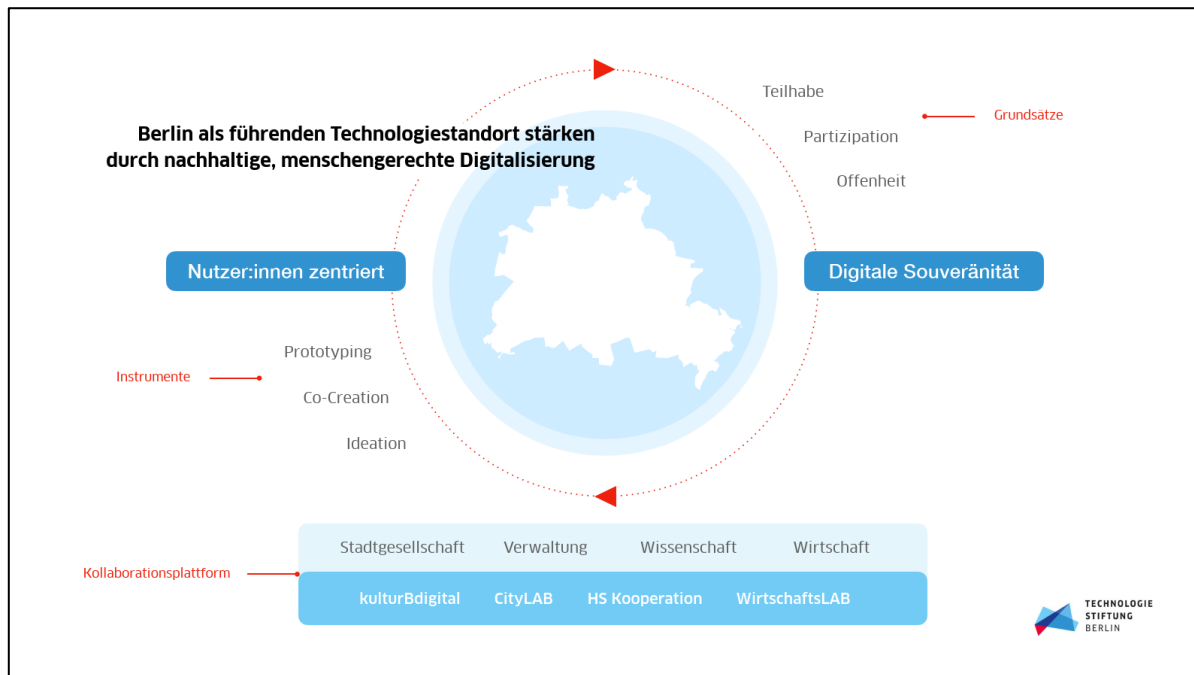 Berlin als führenden Technologiestandort stärken
durch nachhaltige, menschengerechte Digitalisierung
Teilhabe
Partizipation
Offenheit
Grundsätze
Nutzer:innen zentriert
Digitale Souveränität
Instrumente
Prototyping
Co-Creation
Ideation
Kollaborationsplattform
Stadtgesellschaft Verwaltung Wissenschaft Wirtschaft
kulturBdigital CityLAB HS Kooperation WirtschaftsLAB
TECHNOLOGIE
STIFTUNG
BERLIN